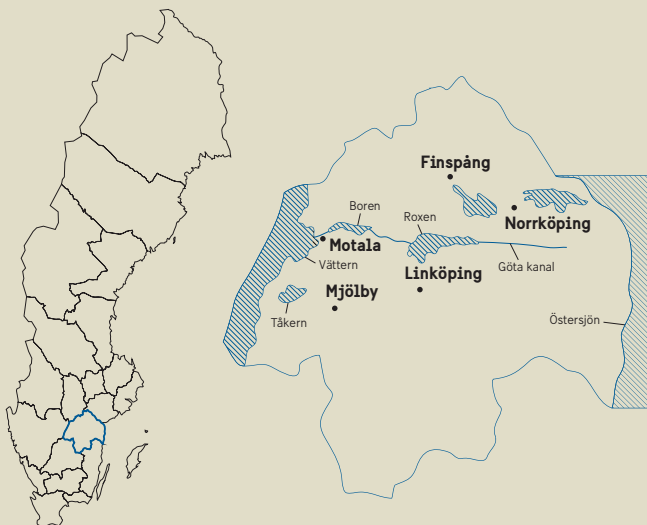 Finspång
Boren
Roxen
Norrköping
Motala
Vättern
Göta kanal
Linköping
Mjölby
Tåkern
Östersjön